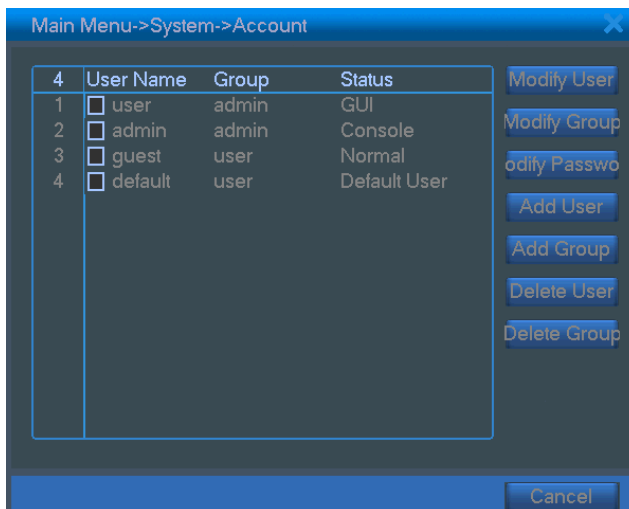 Main Menu->System->Account
4 User Name Group Status
1 user admin GUI
2 admin admin Console
3 guest user Normal
4 default user Default User
Modify User
Modify Group
odify Passwo
Add User
Add Group
Delete User
Delete Group
Cancel